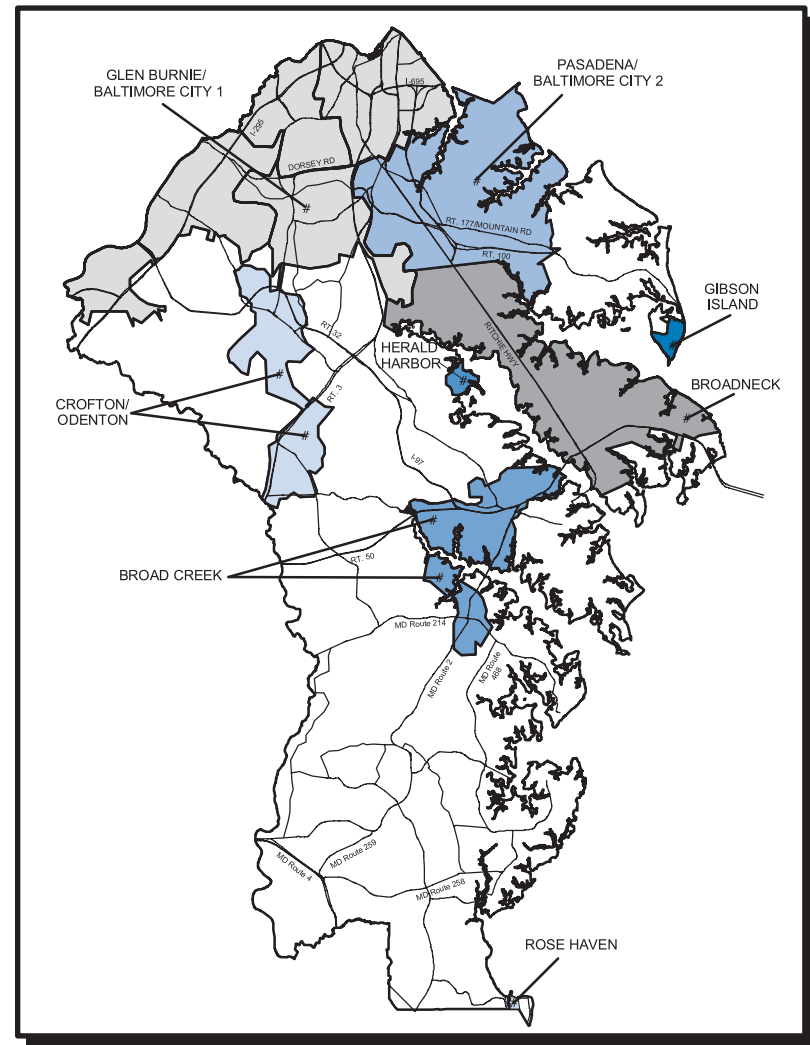 GLEN BURNIE/
BALTIMORE CITY 1
PASADENA/
BALTIMORE CITY 2
I-695
I-295
DORSEY RD
#
#
RT. 177/MOUNTAIN RD
RT. 100
GIBSON
ISLAND
#
RT. 32
RITCHIE HWY
HERALD
HARBOR
#
BROADNECK
#
CROFTON/
ODENTON
#
#
RT. 3
I-97
#
RT. 50
BROAD CREEK
#
MD Route 214
MD Route 2
MD Route
468
MD Route 259
MD Route 4
MD Route 258
ROSE HAVEN
#